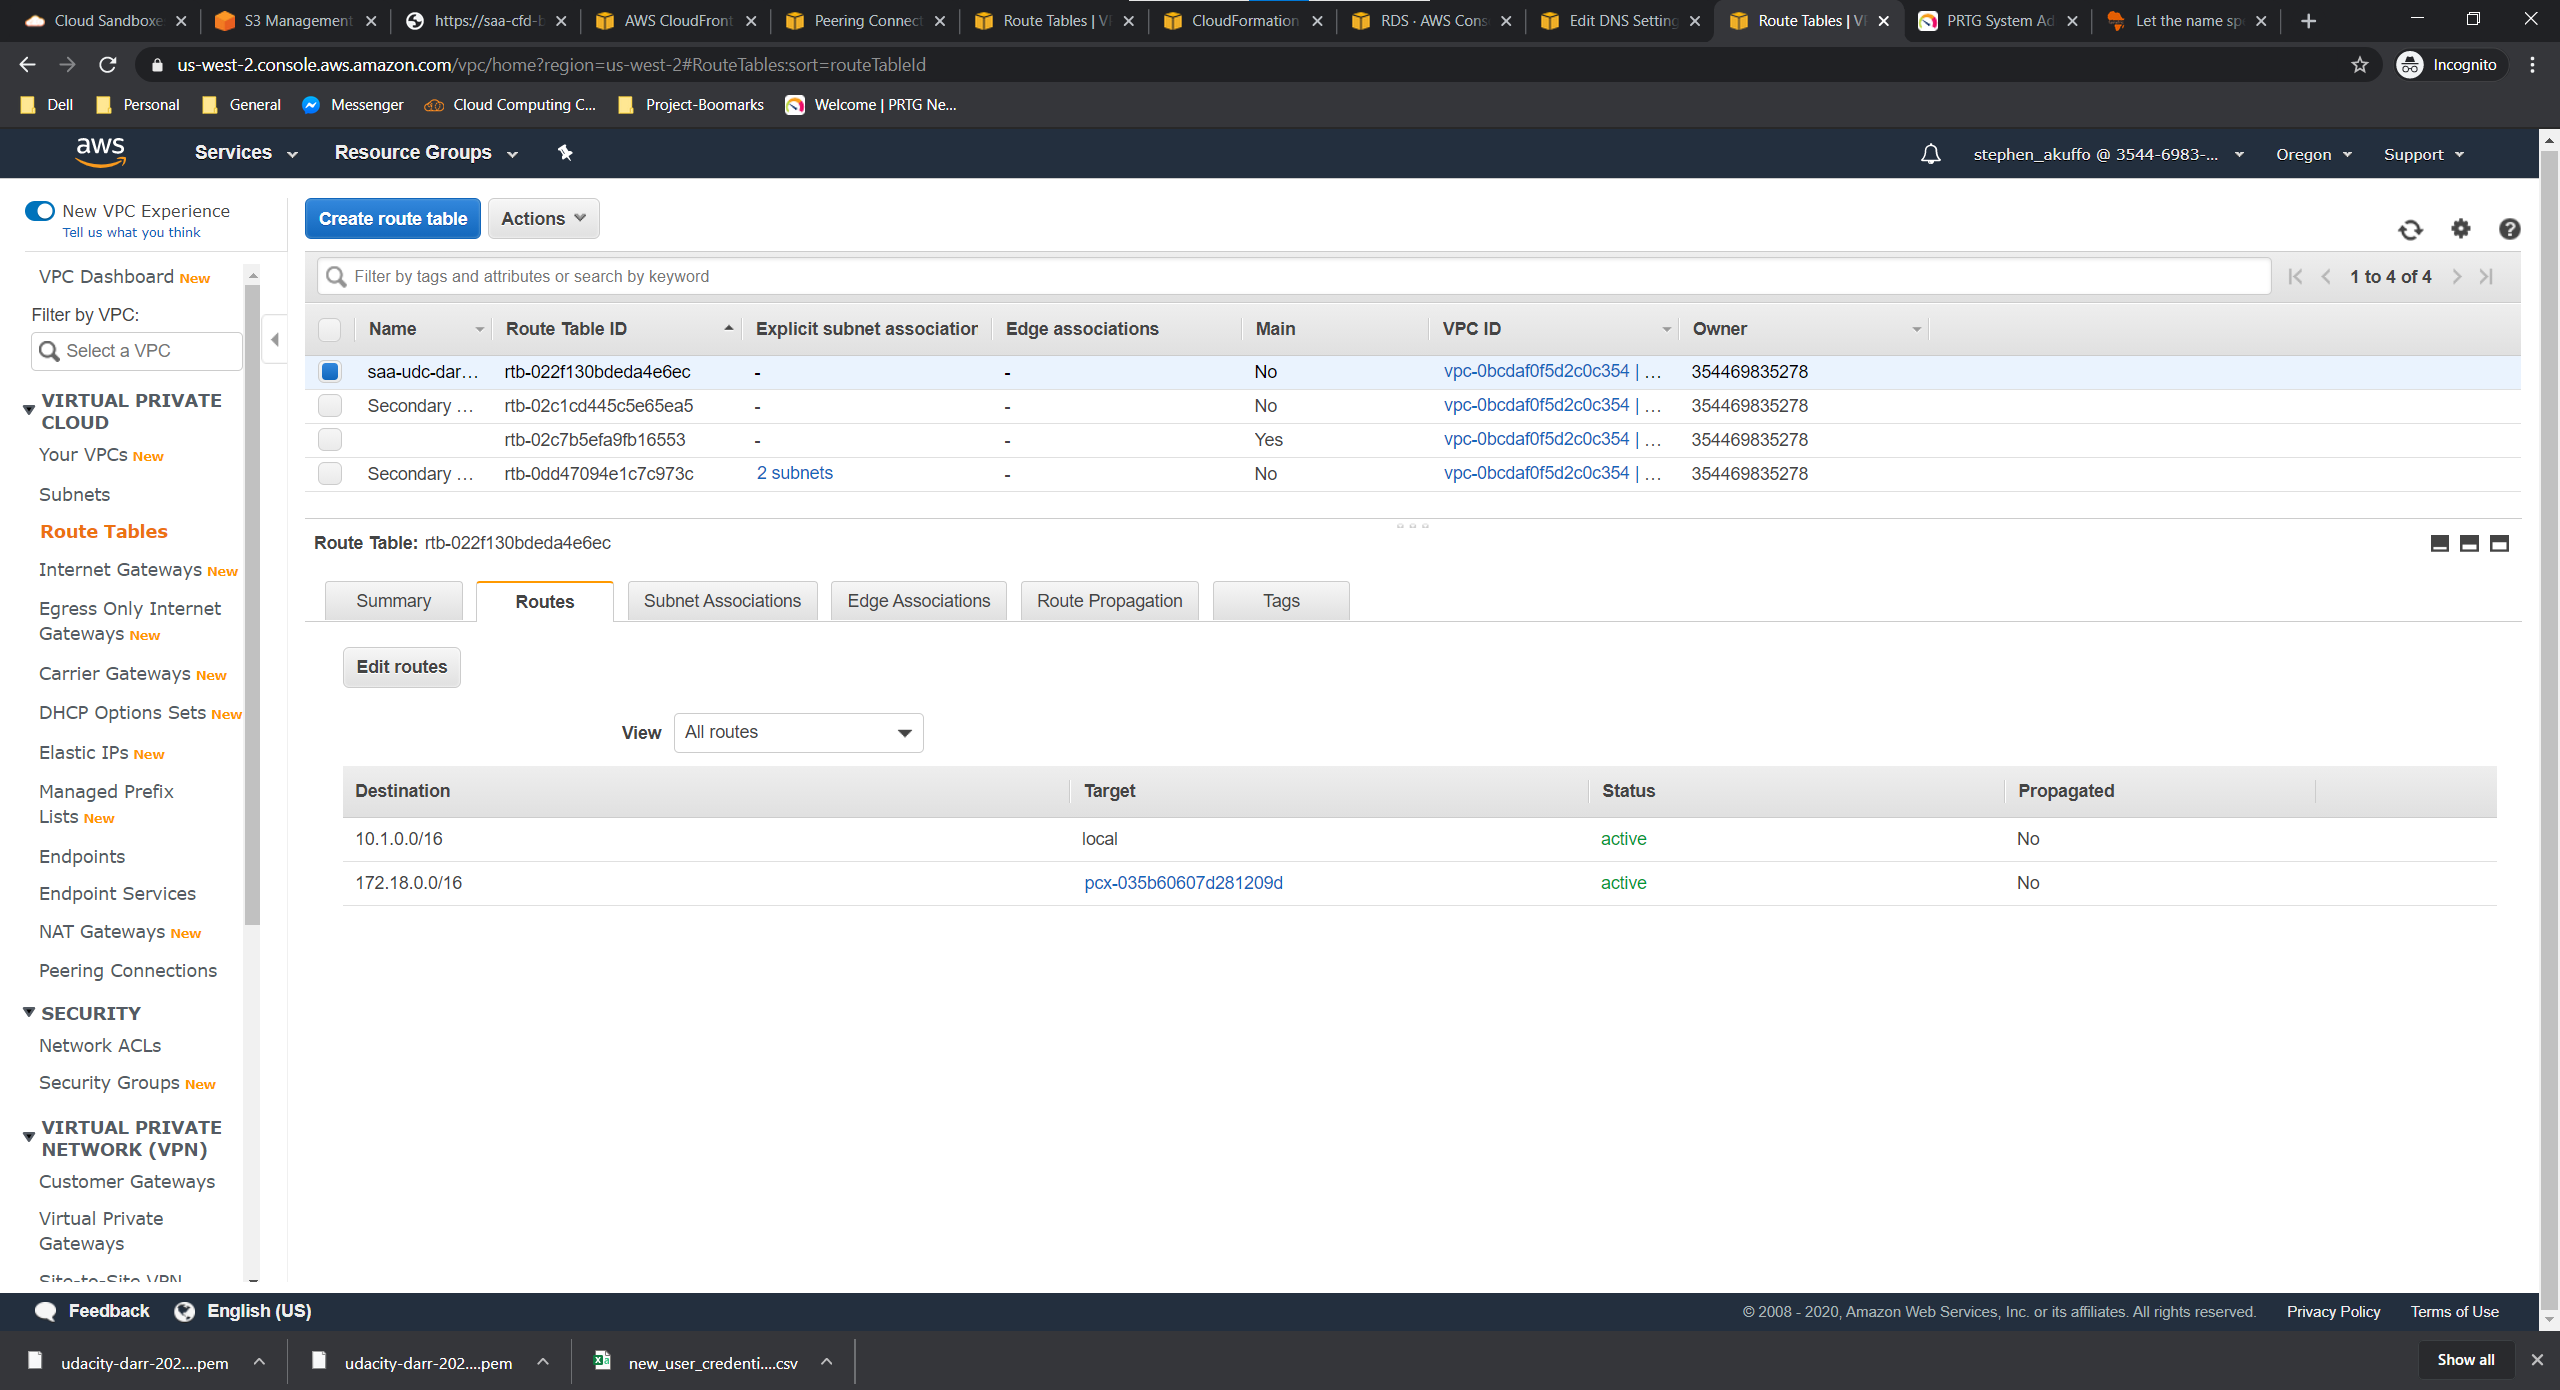 Cloud Sandboxe
S3 Management
https://saa-cfd-b
AWS CloudFront
Peering Connect
Route Tables | V
CloudFormation
RDS · AWS Cons
Edit DNS Setting
Route Tables | V
PRTG System Ad
Let the name sp
us-west-2.console.aws.amazon.com/vpc/home?region=us-west-2#RouteTables:sort=routeTableId
Incognito
Dell
Personal
General
Messenger
Cloud Computing C...
Project-Boomarks
Welcome | PRTG Ne...
aws
Services
Resource Groups
stephen_akuffo @ 3544-6983-...
Oregon
Support
New VPC Experience
Tell us what you think
Create route table
Actions
VPC Dashboard New
Filter by VPC:
Select a VPC
VIRTUAL PRIVATE
CLOUD
Your VPCs New
Subnets
Route Tables
Internet Gateways New
Egress Only Internet
Gateways New
Carrier Gateways New
DHCP Options Sets New
Elastic IPs New
Managed Prefix
Lists New
Endpoints
Endpoint Services
NAT Gateways New
Peering Connections
SECURITY
Network ACLs
Security Groups New
VIRTUAL PRIVATE
NETWORK (VPN)
Customer Gateways
Virtual Private
Gateways
Site-to-Site VPN
Filter by tags and attributes or search by keyword
1 to 4 of 4
Name Route Table ID Explicit subnet association Edge associations Main VPC ID Owner
saa-udc-dar... rtb-022f130bdeda4e6ec - - No vpc-0bcdaf0f5d2c0c354 | ... 354469835278
Secondary ... rtb-02c1cd445c5e65ea5 - - No vpc-0bcdaf0f5d2c0c354 | ... 354469835278
rtb-02c7b5efa9fb16553 - - Yes vpc-0bcdaf0f5d2c0c354 | ... 354469835278
Secondary ... rtb-0dd47094e1c7c973c 2 subnets - No vpc-0bcdaf0f5d2c0c354 | ... 354469835278
Route Table: rtb-022f130bdeda4e6ec
Summary
Routes
Subnet Associations
Edge Associations
Route Propagation
Tags
Edit routes
View All routes
Destination Target Status Propagated
10.1.0.0/16 local active No
172.18.0.0/16 pcx-035b60607d281209d active No
Feedback
English (US)
© 2008 - 2020, Amazon Web Services, Inc. or its affiliates. All rights reserved.
Privacy Policy
Terms of Use
udacity-darr-202....pem
udacity-darr-202....pem
new_user_credenti....csv
Show all